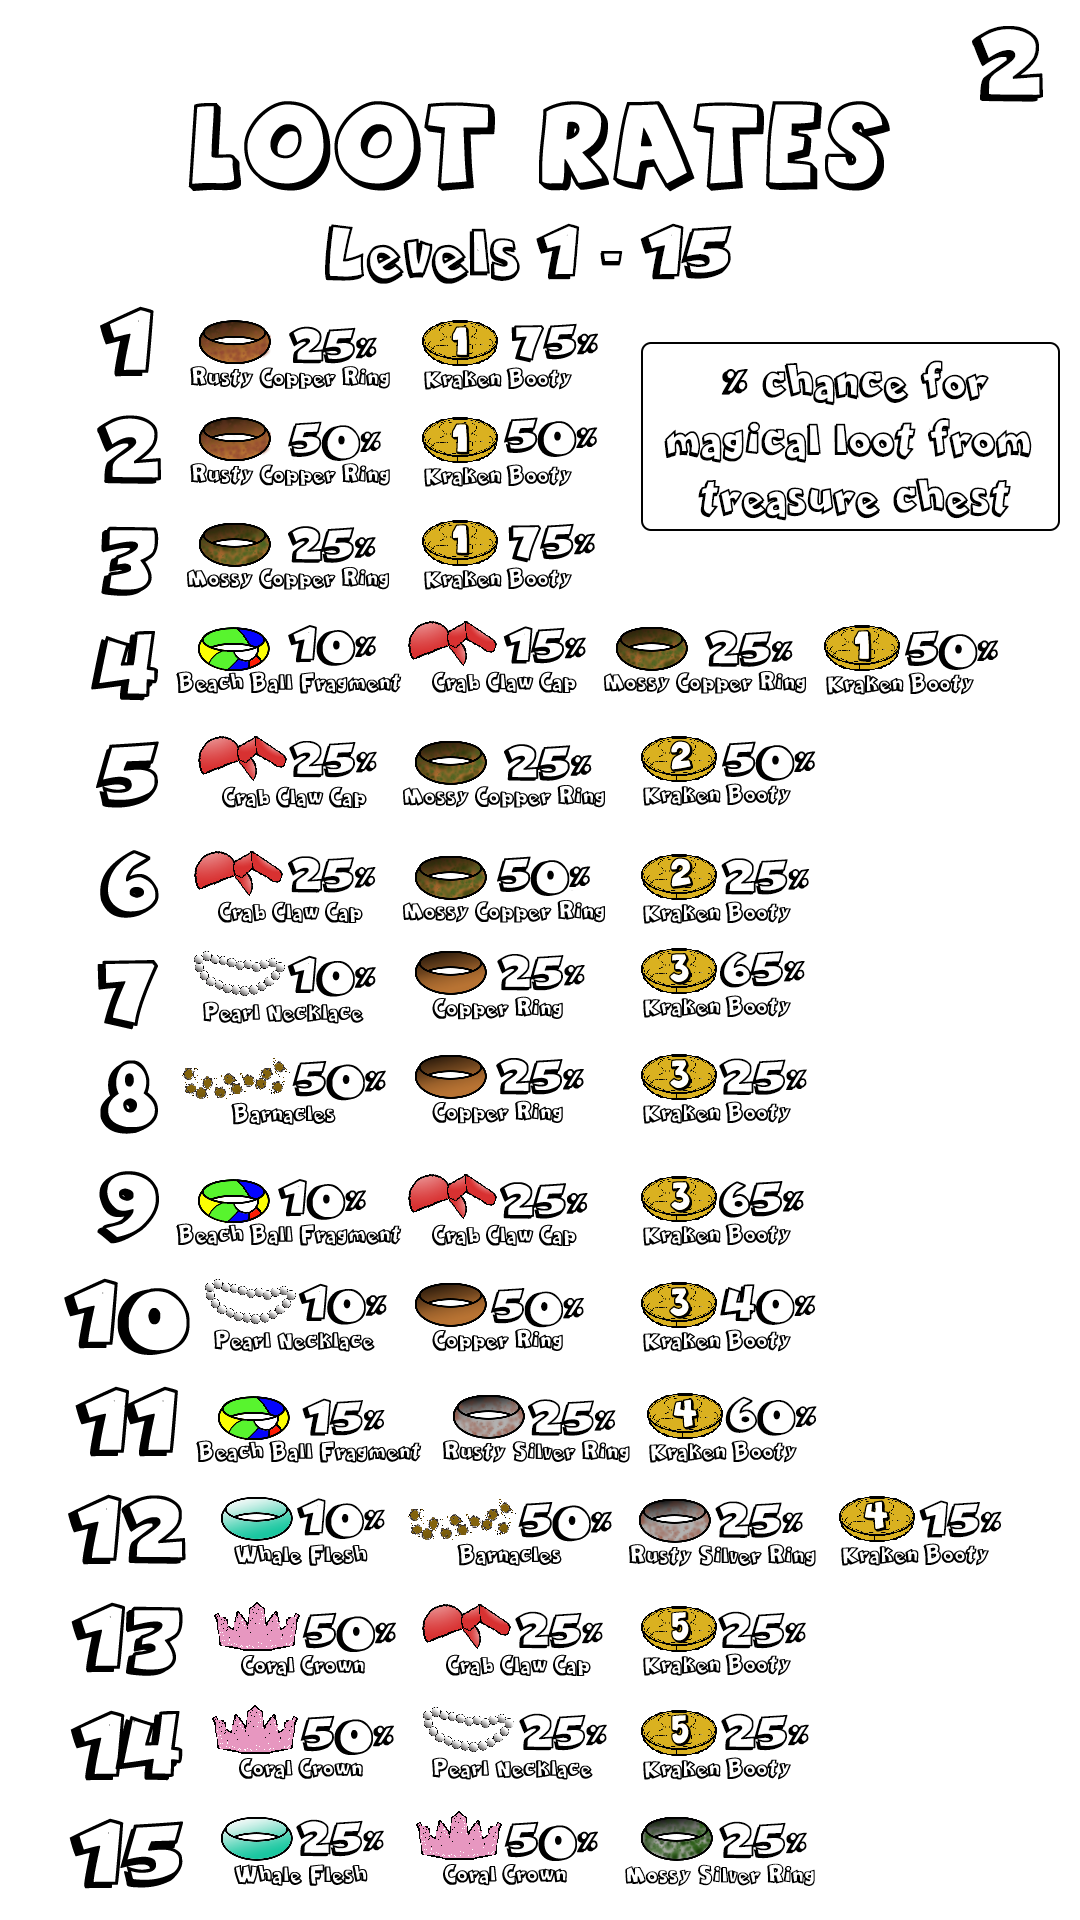 2
LOOT RATES
Levels 1 - 15
% chance for
magical loot from
treasure chest
1 25% 1 75%
Rusty Copper Ring Kraken Booty
2 50% 1 50%
Rusty Copper Ring Kraken Booty
3 25% 1 75%
Mossy Copper Ring Kraken Booty
4 10% 15% 25% 1 50%
Beach Ball Fragment Crab Claw Cap Mossy Copper Ring Kraken Booty
5 25% 25% 2 50%
Crab Claw Cap Mossy Copper Ring Kraken Booty
6 25% 50% 2 25%
Crab Claw Cap Mossy Copper Ring Kraken Booty
7 10% 25% 3 65%
Pearl Necklace Copper Ring Kraken Booty
8 50% 25% 3 25%
Barnacles Copper Ring Kraken Booty
9 10% 25% 3 65%
Beach Ball Fragment Crab Claw Cap Kraken Booty
10 10% 50% 3 40%
Pearl Necklace Copper Ring Kraken Booty
11 15% 25% 4 60%
Beach Ball Fragment Rusty Silver Ring Kraken Booty
12 10% 50% 25% 4 15%
Whale Flesh Barnacles Rusty Silver Ring Kraken Booty
13 50% 25% 5 25%
Coral Crown Crab Claw Cap Kraken Booty
14 50% 25% 5 25%
Coral Crown Pearl Necklace Kraken Booty
15 25% 50% 25%
Whale Flesh Coral Crown Mossy Silver Ring